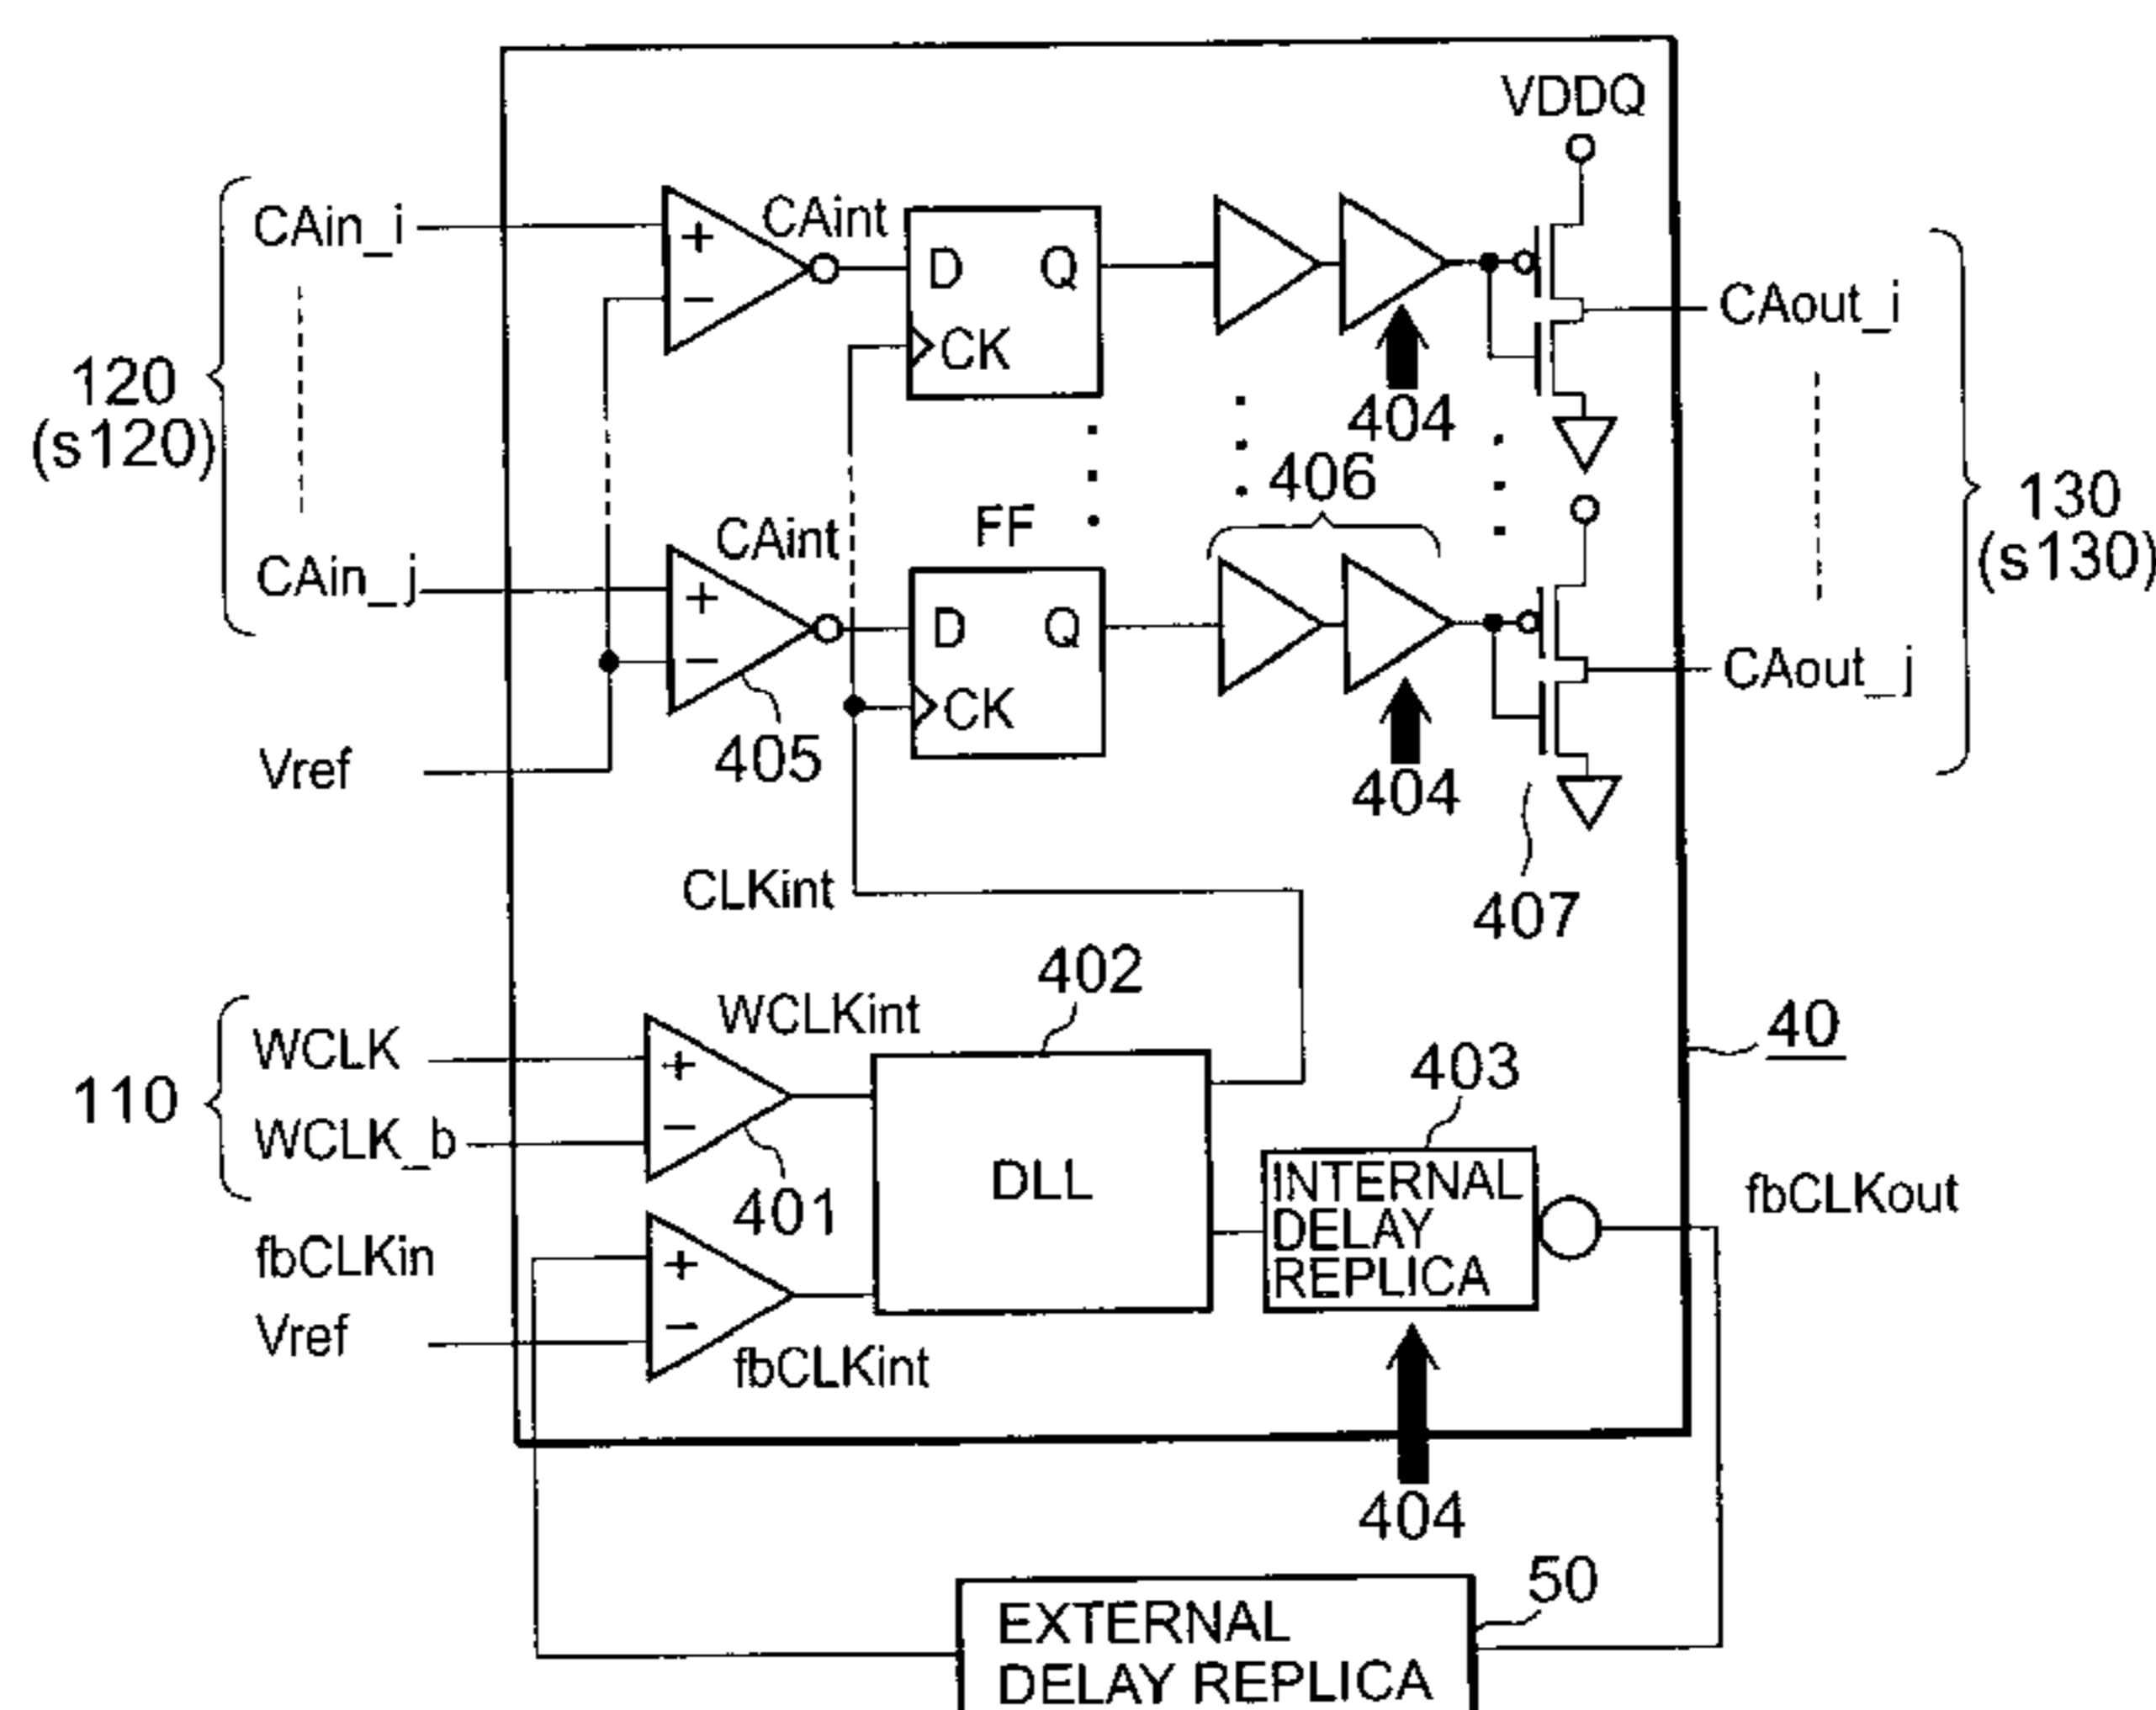 VDDQ
CAin_i
+
−
CAint
D
Q
CK
CAout_i
120
(s120)
404
406
130
(s130)
CAin_j
+
−
CAint
FF
D
Q
CK
CAout_j
405
404
Vref
407
CLKint
402
WCLKint
40
110
WCLK
WCLK_b
+
−
401
DLL
403
INTERNAL
DELAY
REPLICA
fbCLKout
fbCLKin
Vref
+
−
fbCLKint
404
50
EXTERNAL
DELAY REPLICA